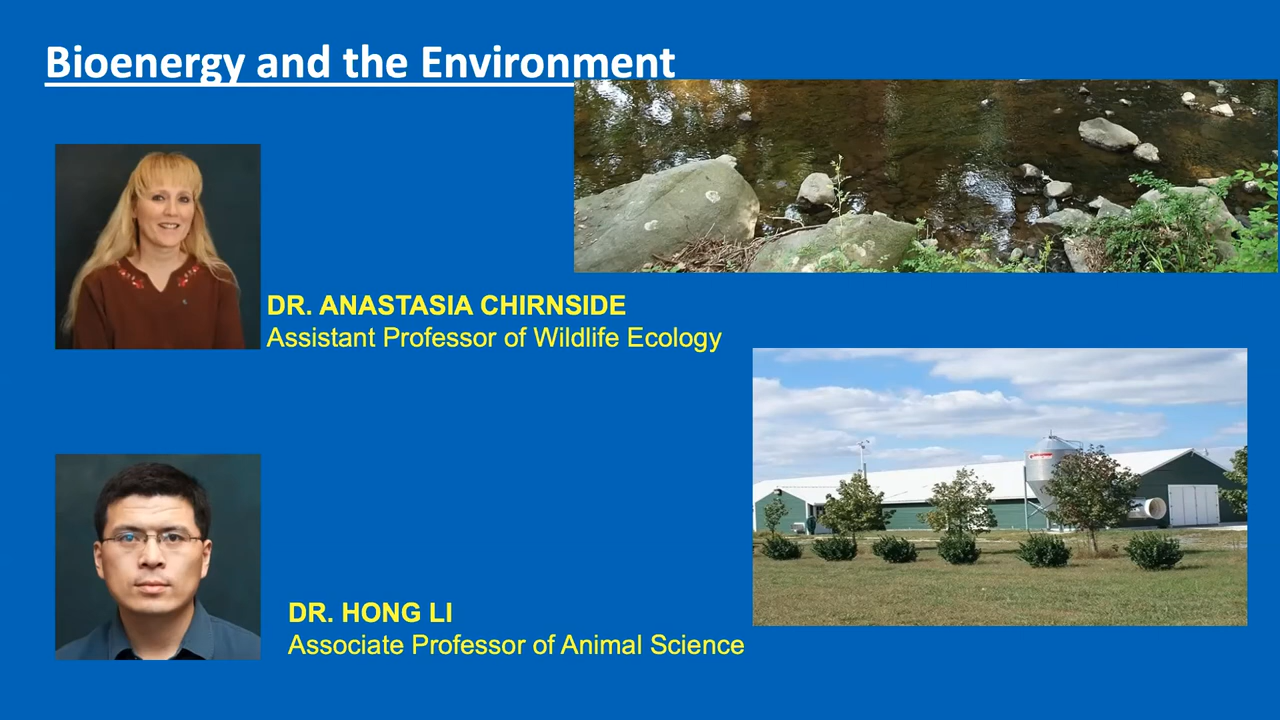 Bioenergy and the Environment
DR. ANASTASIA CHIRNSIDE
Assistant Professor of Wildlife Ecology
DR. HONG LI
Associate Professor of Animal Science